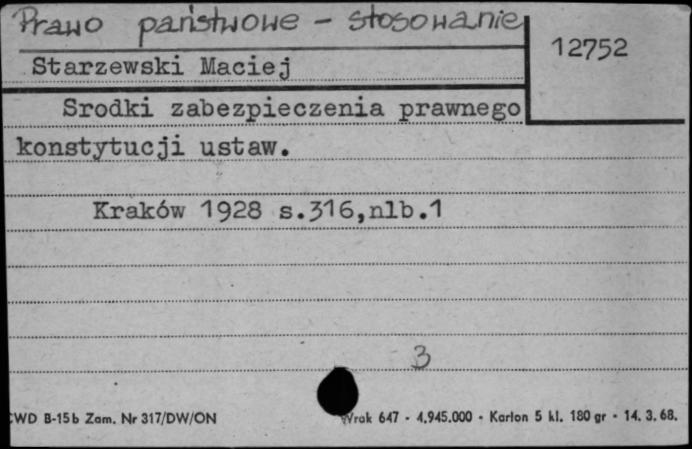 Prawo państwowe - stosowanie
12752
Starzewski Maciej
Srodki zabezpieczenia prawnego
konstytucji ustaw.
Kraków 1928 s.316,nlb.1
3
CWD B-15b Zam. Nr 317/DW/ON
Wrak 647 - 4.945.000 - Karton 5 kl. 180 gr - 14. 3. 68.